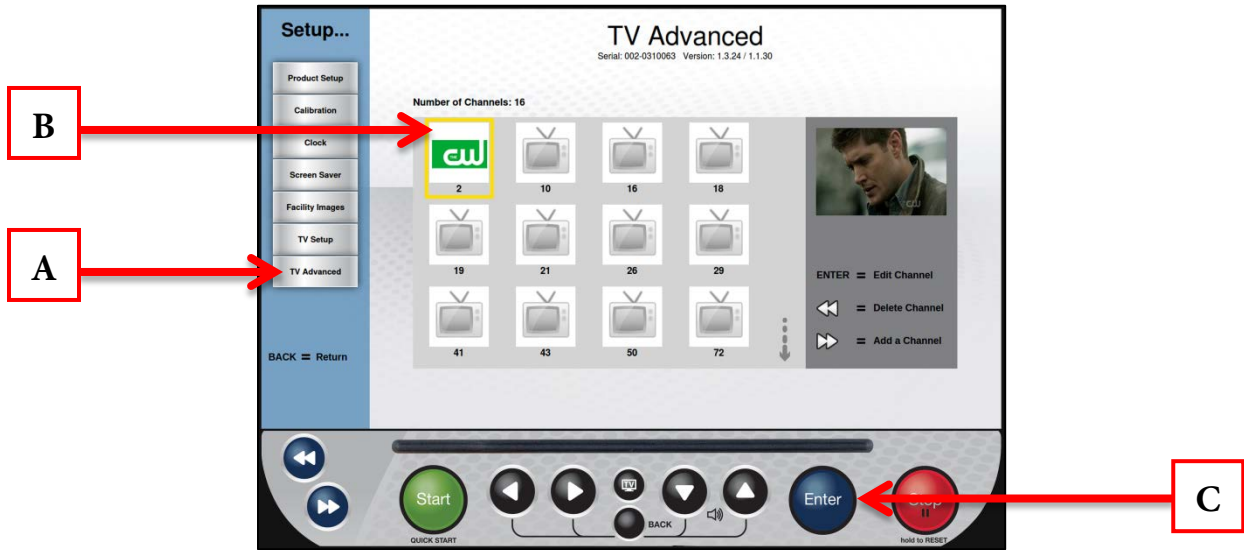 Setup...
TV Advanced
Serial: 002-0310063 Version: 1.3.24 / 1.1.30
Product Setup
Calibration
Clock
Screen Saver
Facility Images
TV Setup
TV Advanced
BACK = Return
Number of Channels: 16
THE CW
2
10
16
18
19
21
26
29
41
43
50
72
CW
ENTER = Edit Channel
= Delete Channel
= Add a Channel
B
A
C
Start
QUICK START
TV
BACK
Enter
Stop
hold to RESET